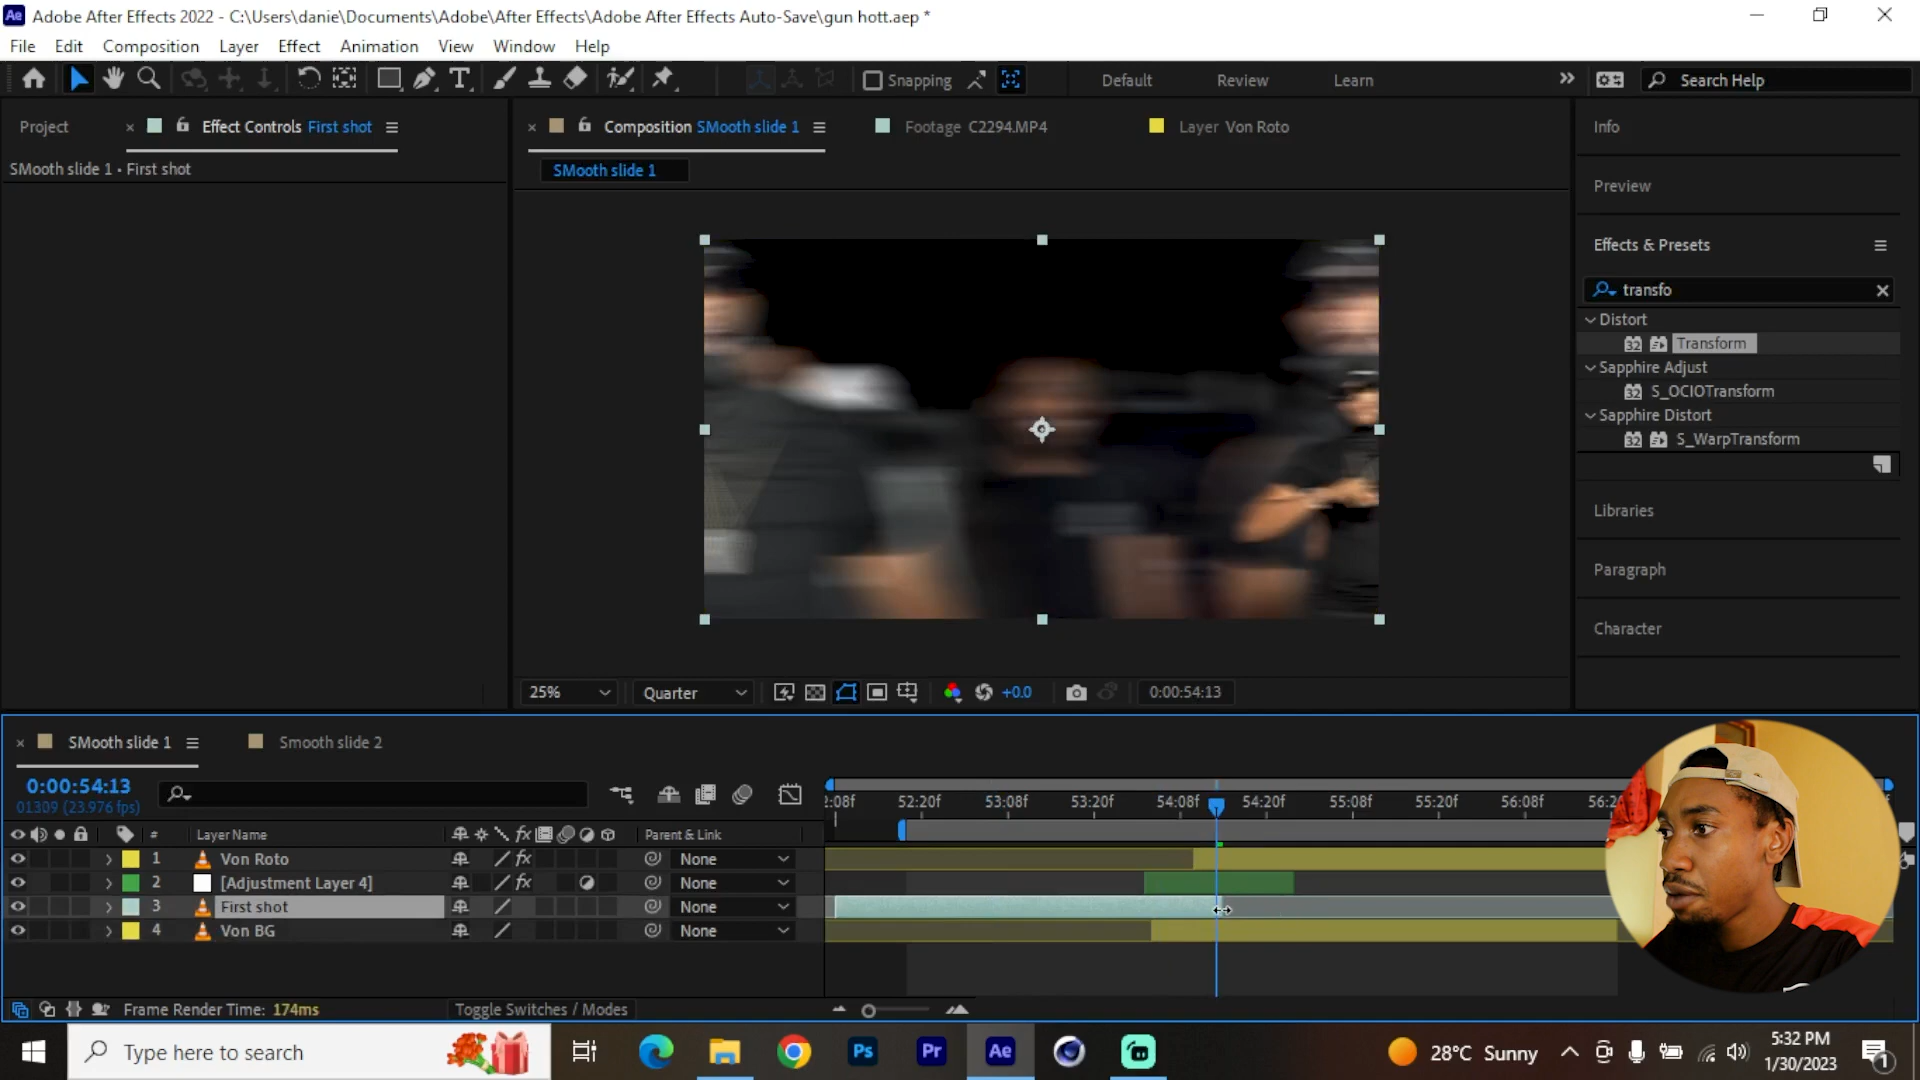 Adobe After Effects 2022 - C:\Users\danie\Documents\Adobe\After Effects\Adobe After Effects Auto-Save\gun hott.aep *
File Edit Composition Layer Effect Animation View Window Help
Snapping Default Review Learn Search Help
Project Effect Controls First shot
Composition SMooth slide 1
Footage C2294.MP4
Layer Von Roto
Info
SMooth slide 1 • First shot
SMooth slide 1
Preview
Effects & Presets
transfo
Distort
Transform
Sapphire Adjust
S_OCIOTransform
Sapphire Distort
S_WarpTransform
Libraries
Paragraph
Character
25% Quarter +0.0 0:00:54:13
SMooth slide 1 Smooth slide 2
0:00:54:13
01309 (23.976 fps)
2:08f 52:20f 53:08f 53:20f 54:08f 54:20f 55:08f 55:20f 56:08f 56:20
# Layer Name fx Parent & Link
1 Von Roto fx None
2 [Adjustment Layer 4] fx None
3 First shot None
4 Von BG None
Frame Render Time: 174ms Toggle Switches / Modes
Type here to search
Ps Pr Ae
28°C Sunny
5:32 PM
1/30/2023
1